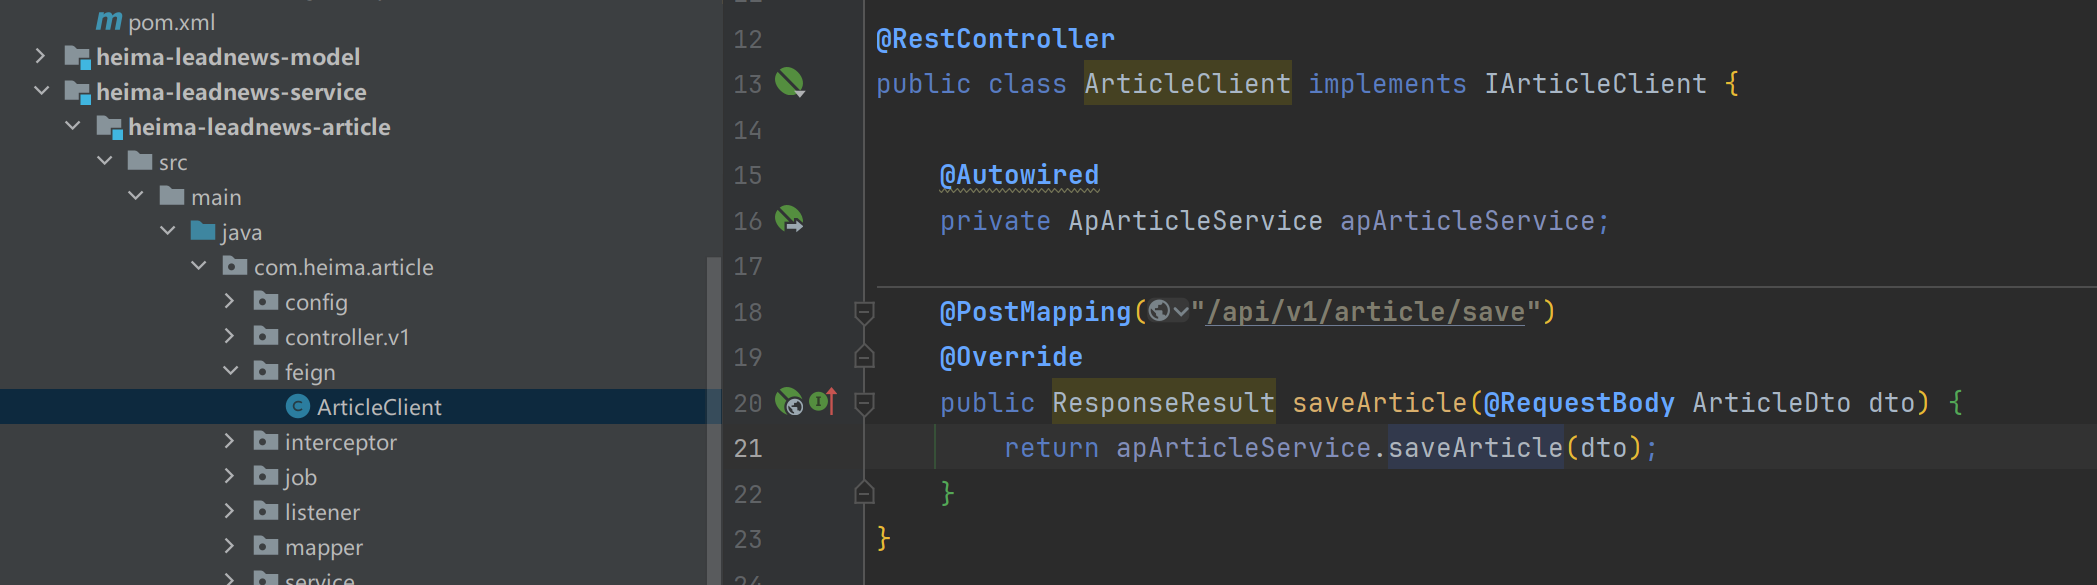 pom.xml
heima-leadnews-model
heima-leadnews-service
heima-leadnews-article
src
main
java
com.heima.article
config
controller.v1
feign
ArticleClient
interceptor
job
listener
mapper
service
12 @RestController
13 public class ArticleClient implements IArticleClient {
14
15 @Autowired
16 private ApArticleService apArticleService;
17
18 @PostMapping("/api/v1/article/save")
19 @Override
20 public ResponseResult saveArticle(@RequestBody ArticleDto dto) {
21 return apArticleService.saveArticle(dto);
22 }
23 }
24